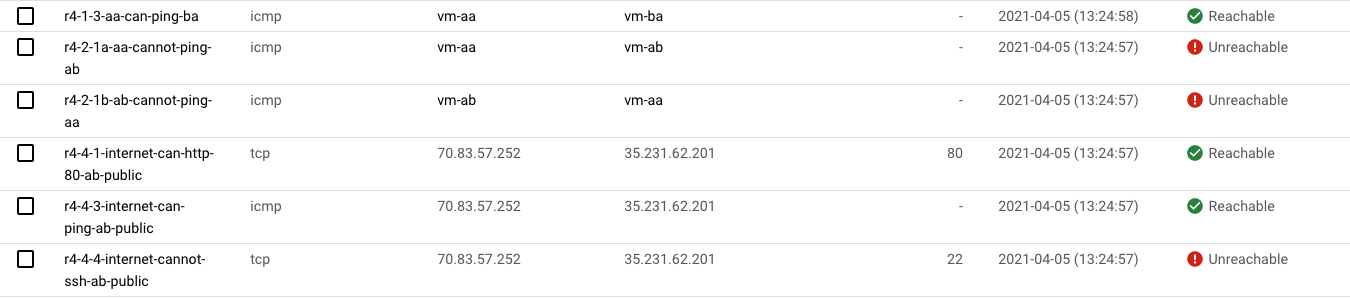 r4-1-3-aa-can-ping-ba icmp vm-aa vm-ba - 2021-04-05 (13:24:58) Reachable
r4-2-1a-aa-cannot-ping- icmp vm-aa vm-ab - 2021-04-05 (13:24:57) Unreachable
ab
r4-2-1b-ab-cannot-ping- icmp vm-ab vm-aa - 2021-04-05 (13:24:57) Unreachable
aa
r4-4-1-internet-can-http- tcp 70.83.57.252 35.231.62.201 80 2021-04-05 (13:24:57) Reachable
80-ab-public
r4-4-3-internet-can- icmp 70.83.57.252 35.231.62.201 - 2021-04-05 (13:24:57) Reachable
ping-ab-public
r4-4-4-internet-cannot- tcp 70.83.57.252 35.231.62.201 22 2021-04-05 (13:24:57) Unreachable
ssh-ab-public